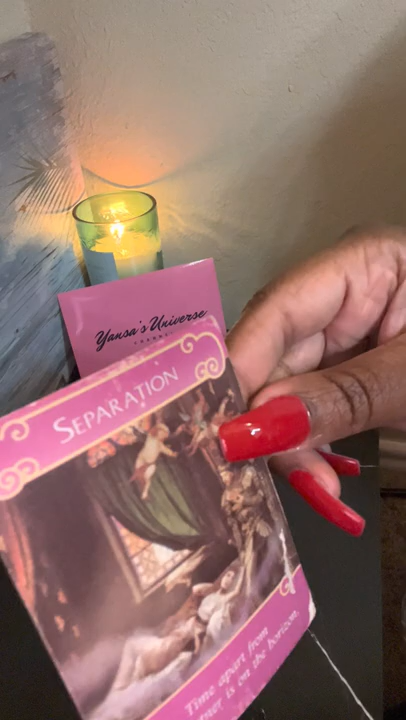 Yansa's Universe
SEPARATION
Time apart from
is on the horizon.